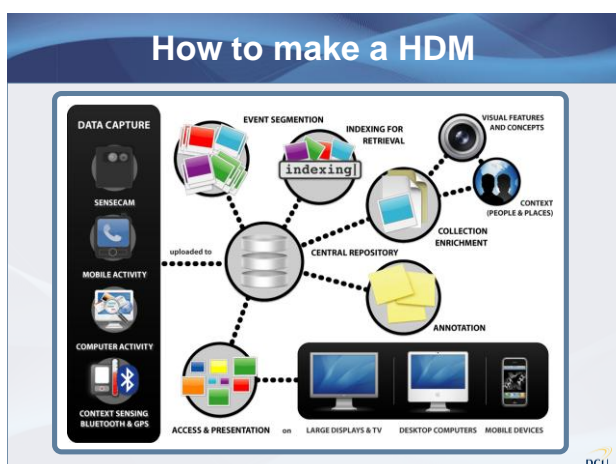 How to make a HDM
DATA CAPTURE
SENSECAM
MOBILE ACTIVITY
COMPUTER ACTIVITY
CONTEXT SENSING
BLUETOOTH & GPS
uploaded to
EVENT SEGMENTION
INDEXING FOR
RETRIEVAL
indexing
VISUAL FEATURES
AND CONCEPTS
CONTEXT
(PEOPLE & PLACES)
COLLECTION
ENRICHMENT
CENTRAL REPOSITORY
ANNOTATION
ACCESS & PRESENTATION
on
LARGE DISPLAYS & TV
DESKTOP COMPUTERS
MOBILE DEVICES
DCU